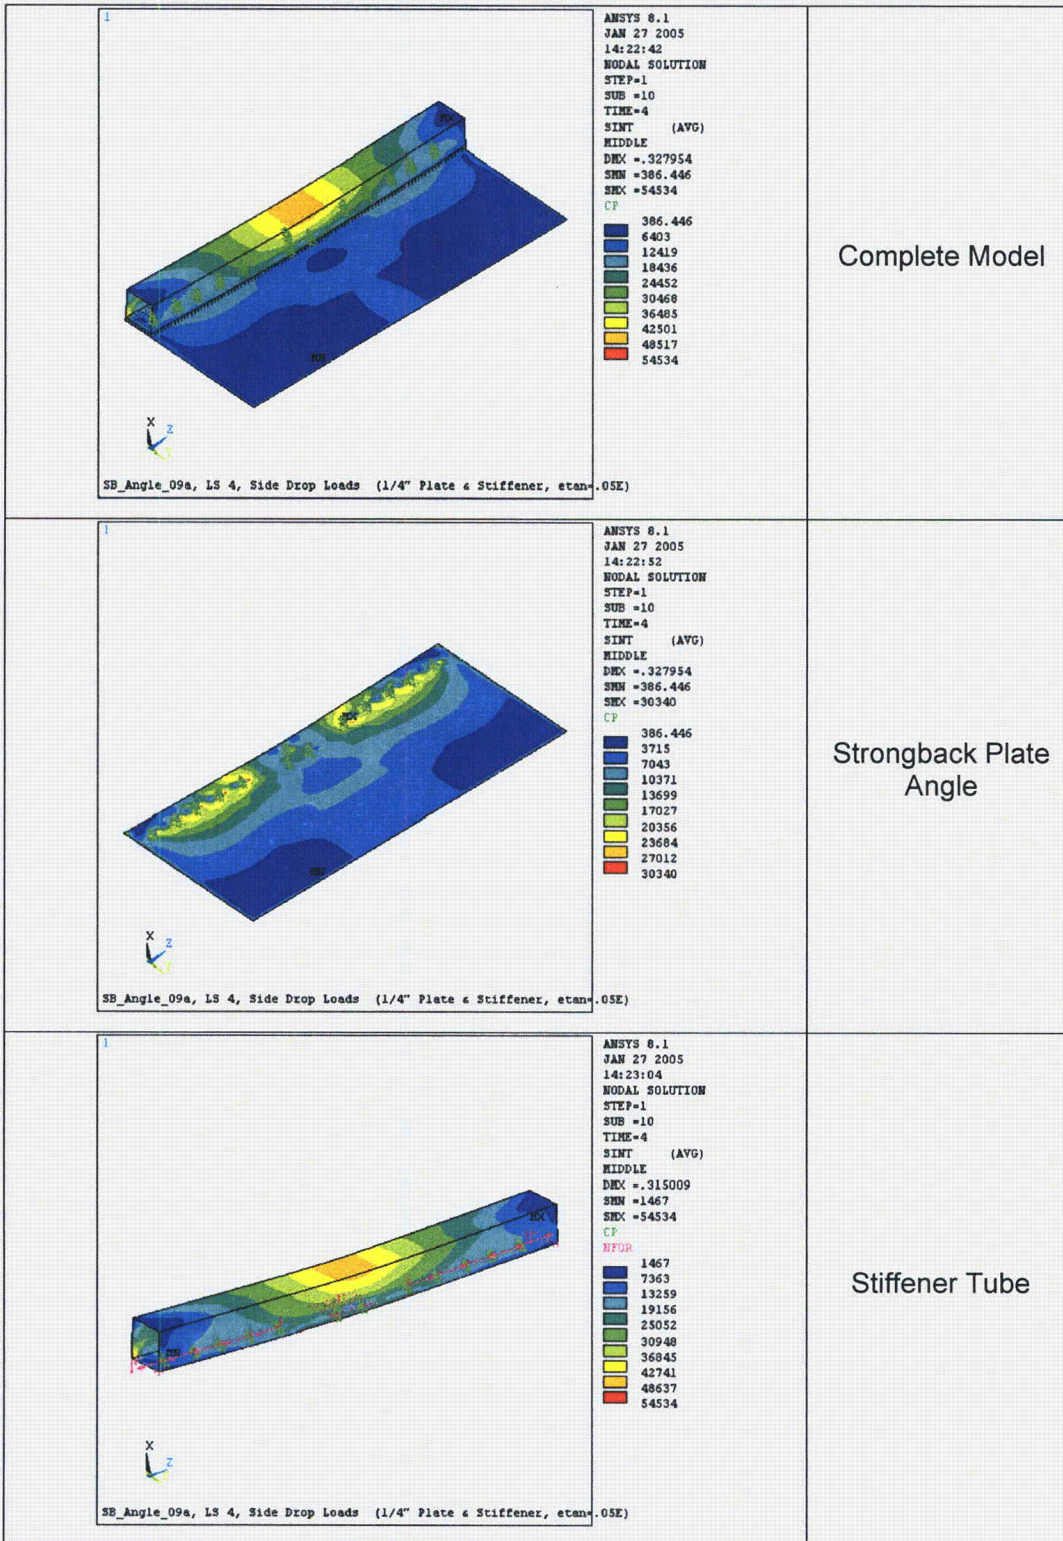 1
ANSYS 8.1
JAN 27 2005
14:22:42
NODAL SOLUTION
STEP=1
SUB =10
TIME=4
SINT (AVG)
MIDDLE
DMX =.327954
SMN =386.446
SMX =54534
CP
386.446
6403
12419
18436
24452
30468
36485
42501
48517
54534
MX
MN
X
Z
Y
SB_Angle_09a, LS 4, Side Drop Loads (1/4" Plate & Stiffener, etan=.05E)
Complete Model
1
ANSYS 8.1
JAN 27 2005
14:22:52
NODAL SOLUTION
STEP=1
SUB =10
TIME=4
SINT (AVG)
MIDDLE
DMX =.327954
SMN =386.446
SMX =30340
CP
386.446
3715
7043
10371
13699
17027
20356
23684
27012
30340
MX
MN
X
Z
Y
SB_Angle_09a, LS 4, Side Drop Loads (1/4" Plate & Stiffener, etan=.05E)
Strongback Plate
Angle
1
ANSYS 8.1
JAN 27 2005
14:23:04
NODAL SOLUTION
STEP=1
SUB =10
TIME=4
SINT (AVG)
MIDDLE
DMX =.315009
SMN =1467
SMX =54534
CP
NFOR
1467
7363
13259
19156
25052
30948
36845
42741
48637
54534
MX
MN
X
Z
SB_Angle_09a, LS 4, Side Drop Loads (1/4" Plate & Stiffener, etan=.05E)
Stiffener Tube